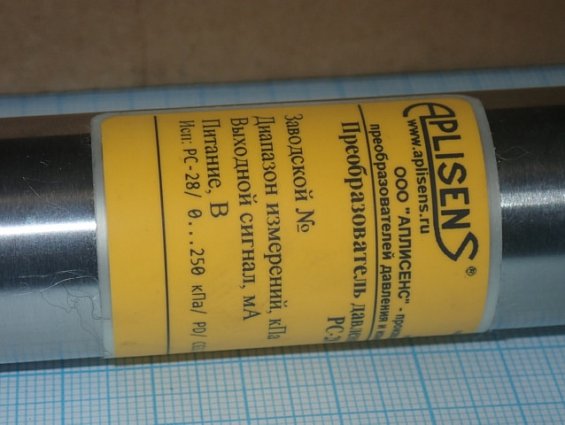 APLISENS®
www.aplisens.ru
ООО "АПЛИСЕНС" -
преобразователей давления и
Преобразователь
Заводской №
Диапазон измерений, кПа
Выходной сигнал, мА
Питание, В
Исп: PC-28/ 0...250 кПа/ PD/